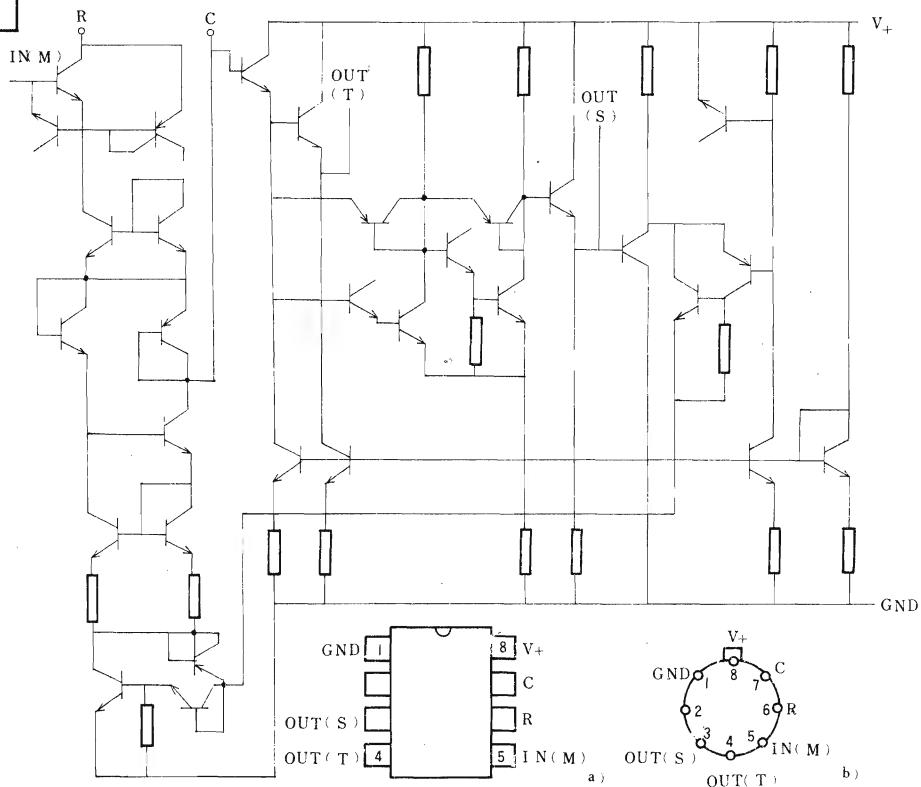 R
C
IN(M)
V+
OUT
(T)
OUT
(S)
GND
GND 1 8 V+
C
OUT(S) R
OUT(T) 4 5 IN(M)
a)
V+
GND 1 8 7 C
2 6 R
3 4 5 IN(M)
OUT(S)
OUT(T)
b)